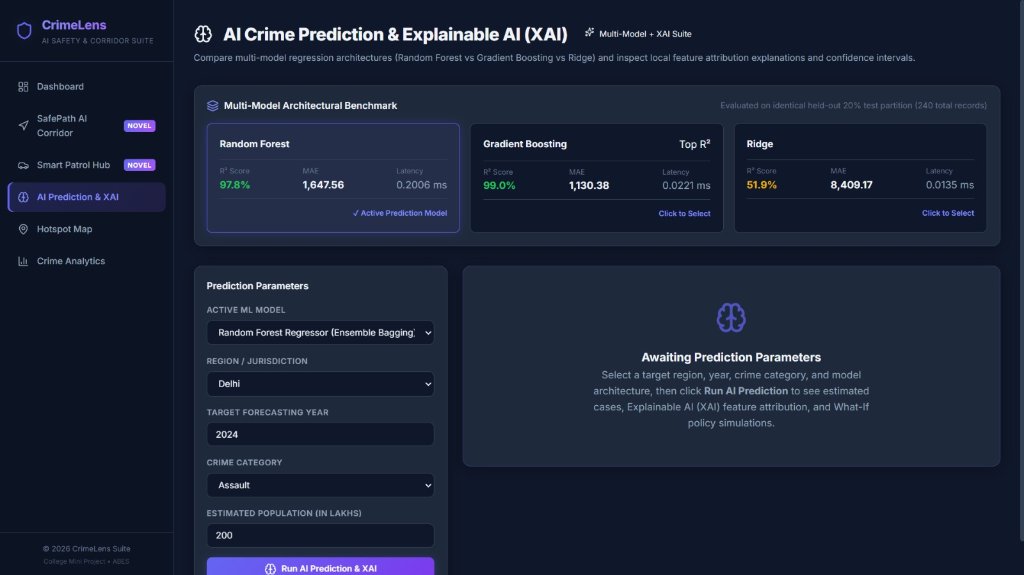 CrimeLens
AI SAFETY & CORRIDOR SUITE
Dashboard
SafePath AI
Corridor
NOVEL
Smart Patrol Hub
NOVEL
AI Prediction & XAI
Hotspot Map
Crime Analytics
© 2026 CrimeLens Suite
College Mini Project • ABES
AI Crime Prediction & Explainable AI (XAI)
Multi-Model + XAI Suite
Compare multi-model regression architectures (Random Forest vs Gradient Boosting vs Ridge) and inspect local feature attribution explanations and confidence intervals.
Multi-Model Architectural Benchmark
Evaluated on identical held-out 20% test partition (240 total records)
Random Forest
R² Score
MAE
Latency
97.8%
1,647.56
0.2006 ms
✓ Active Prediction Model
Gradient Boosting
Top R²
R² Score
MAE
Latency
99.0%
1,130.38
0.0221 ms
Click to Select
Ridge
R² Score
MAE
Latency
51.9%
8,409.17
0.0135 ms
Click to Select
Prediction Parameters
ACTIVE ML MODEL
Random Forest Regressor (Ensemble Bagging)
REGION / JURISDICTION
Delhi
TARGET FORECASTING YEAR
2024
CRIME CATEGORY
Assault
ESTIMATED POPULATION (IN LAKHS)
200
Run AI Prediction & XAI
Awaiting Prediction Parameters
Select a target region, year, crime category, and model
architecture, then click Run AI Prediction to see estimated
cases, Explainable AI (XAI) feature attribution, and What-If
policy simulations.